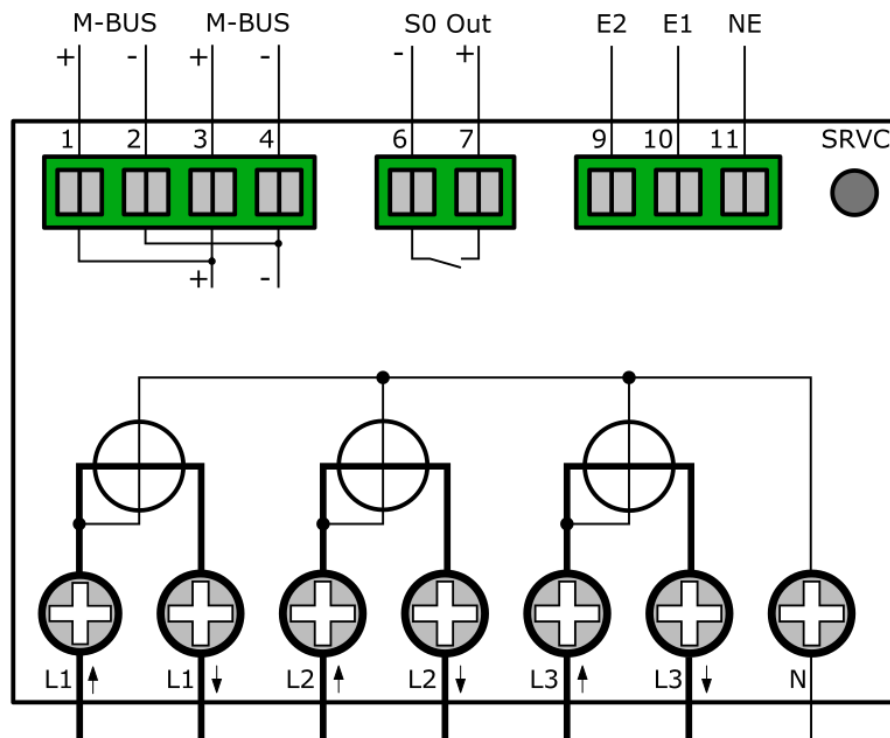 M-BUS M-BUS S0 Out E2 E1 NE
+ - + - - +
1 2 3 4 6 7 9 10 11 SRVC
+ -
L1 L1 L2 L2 L3 L3 N